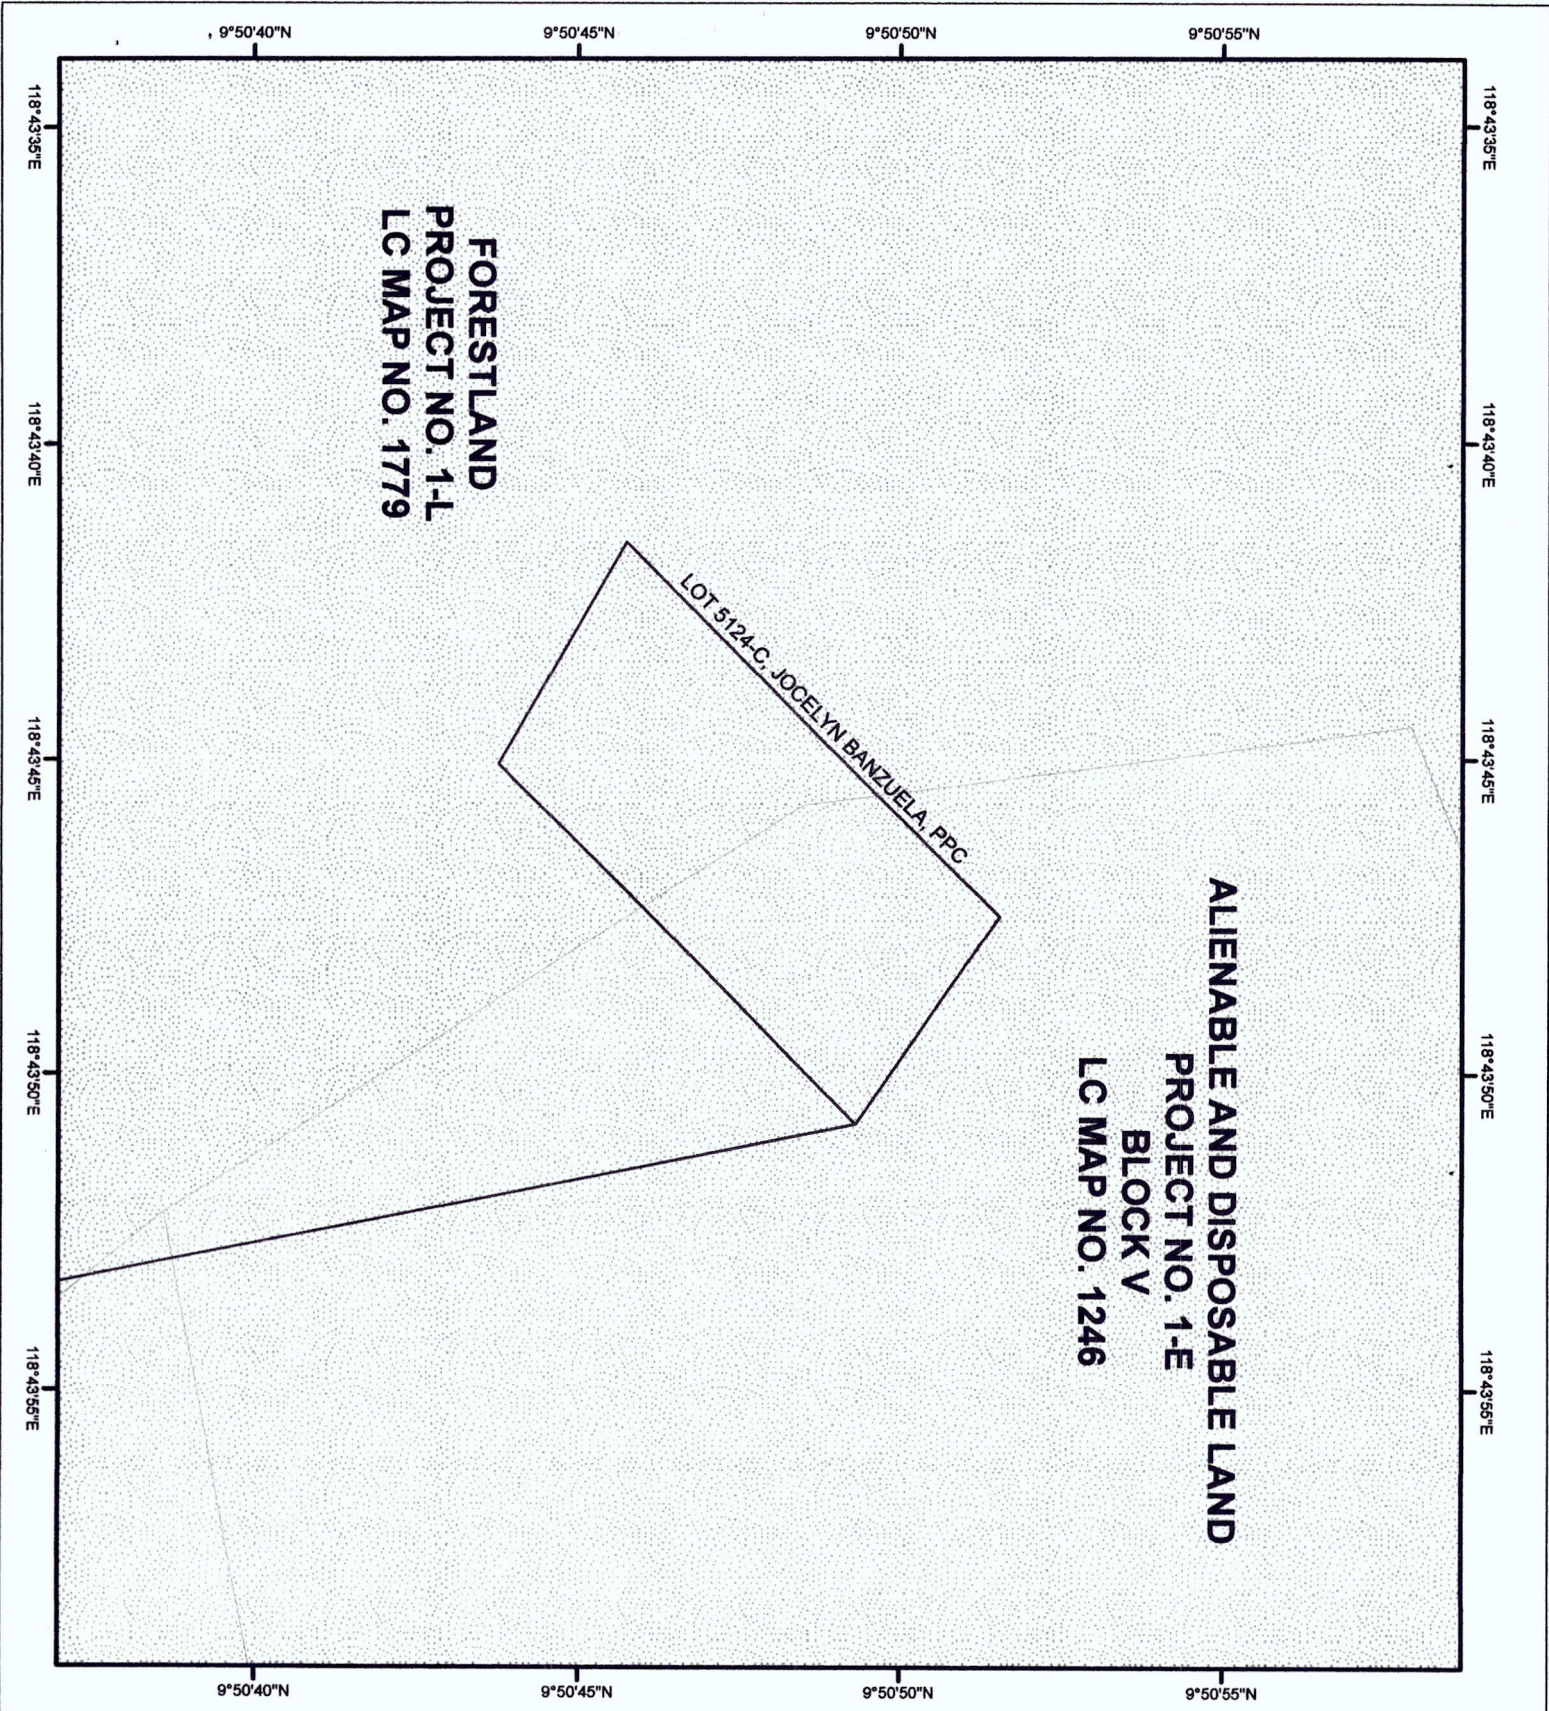 9°50'40"N
9°50'45"N
9°50'50"N
9°50'55"N
118°43'35"E
118°43'40"E
118°43'45"E
118°43'50"E
118°43'55"E
118°43'35"E
118°43'40"E
118°43'45"E
118°43'50"E
118°43'55"E
FORESTLAND
PROJECT NO. 1-L
LC MAP NO. 1779
LOT 5124-C, JOCELYN BANZUELA, PPC
ALIENABLE AND DISPOSABLE LAND
PROJECT NO. 1-E
BLOCK V
LC MAP NO. 1246
9°50'40"N
9°50'45"N
9°50'50"N
9°50'55"N